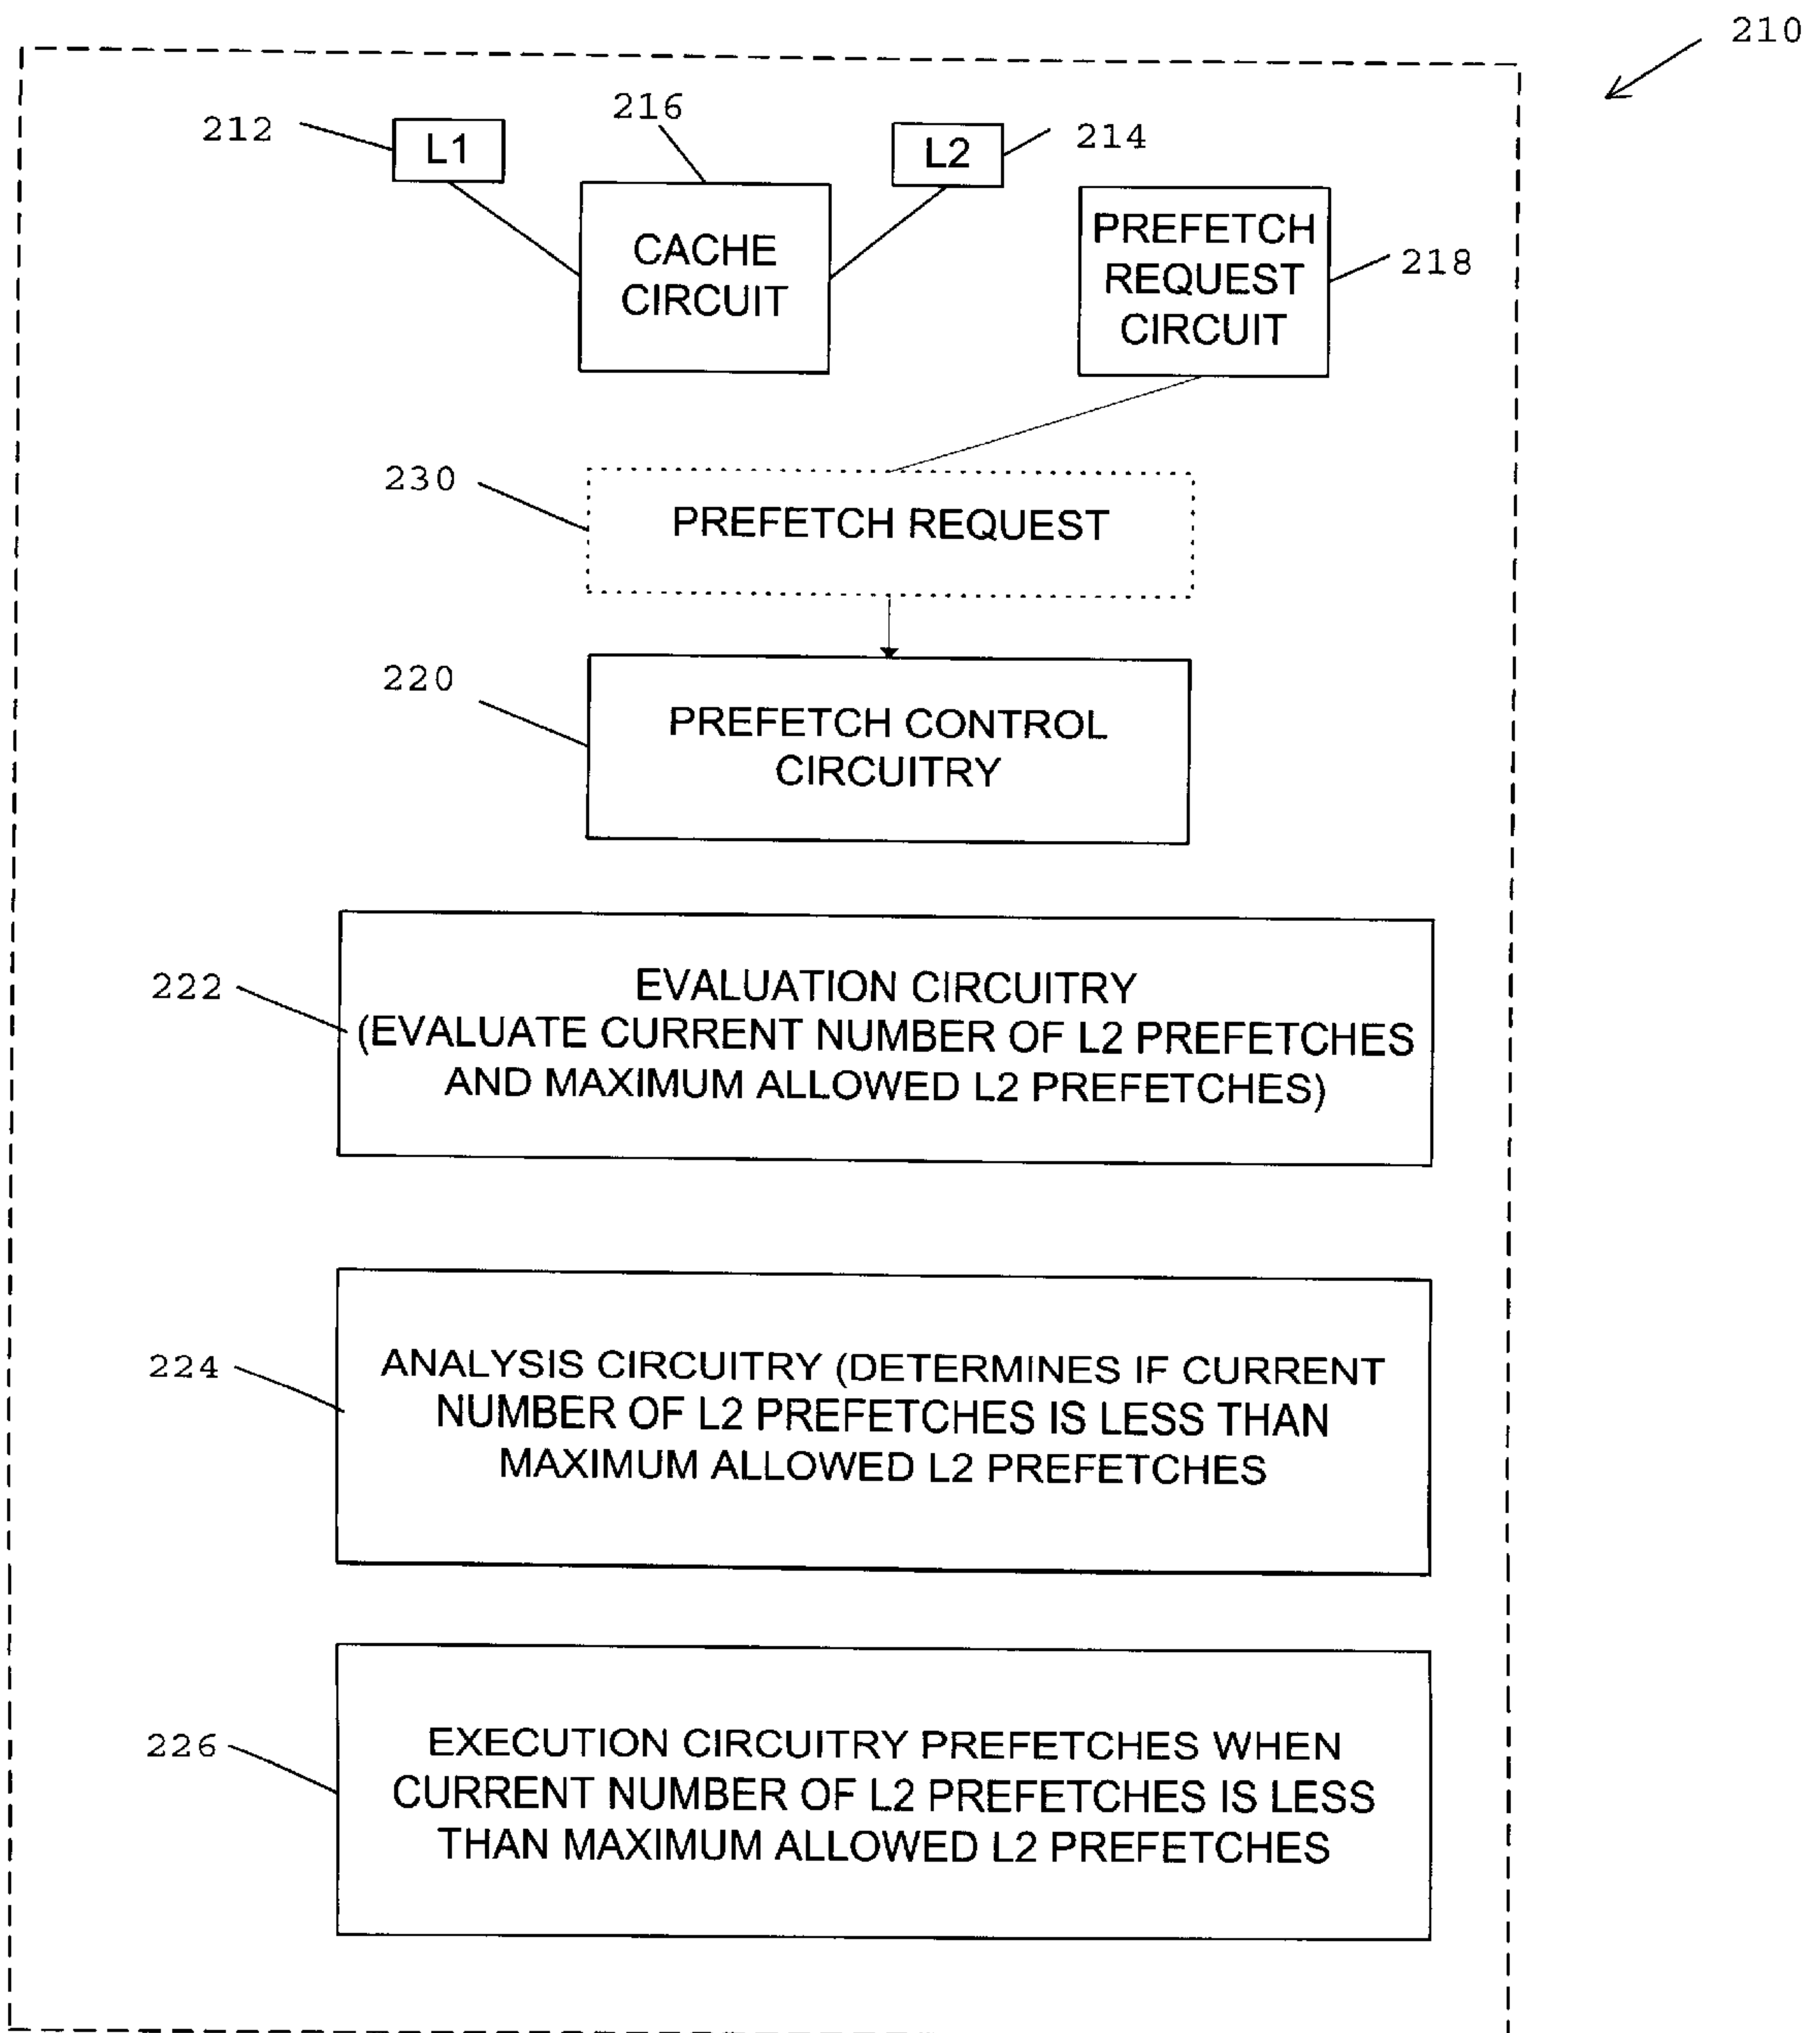 210
212
L1
216
L2
214
CACHE
CIRCUIT
PREFETCH
REQUEST
CIRCUIT
218
230
PREFETCH REQUEST
220
PREFETCH CONTROL
CIRCUITRY
222
EVALUATION CIRCUITRY
(EVALUATE CURRENT NUMBER OF L2 PREFETCHES
AND MAXIMUM ALLOWED L2 PREFETCHES)
224
ANALYSIS CIRCUITRY (DETERMINES IF CURRENT
NUMBER OF L2 PREFETCHES IS LESS THAN
MAXIMUM ALLOWED L2 PREFETCHES
226
EXECUTION CIRCUITRY PREFETCHES WHEN
CURRENT NUMBER OF L2 PREFETCHES IS LESS
THAN MAXIMUM ALLOWED L2 PREFETCHES